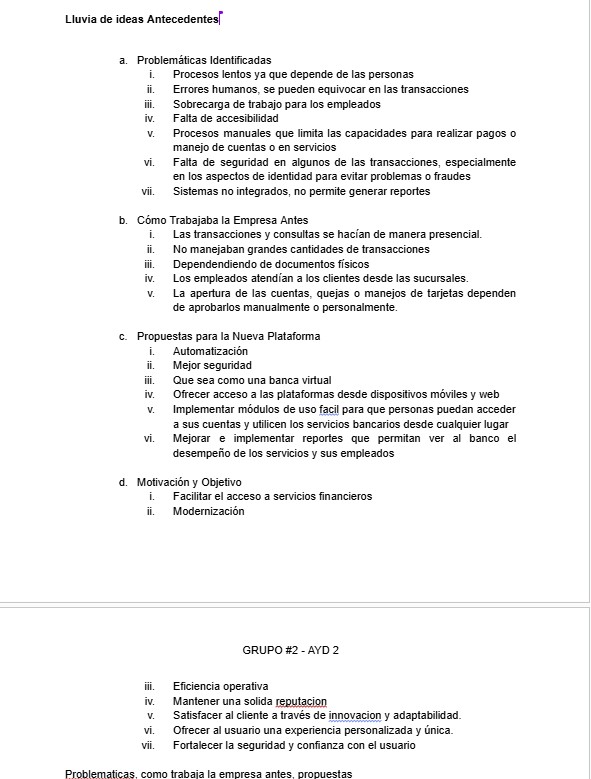 Lluvia de ideas Antecedentes
a. Problemáticas Identificadas
i. Procesos lentos ya que depende de las personas
ii. Errores humanos, se pueden equivocar en las transacciones
iii. Sobrecarga de trabajo para los empleados
iv. Falta de accesibilidad
v. Procesos manuales que limita las capacidades para realizar pagos o
manejo de cuentas o en servicios
vi. Falta de seguridad en algunos de las transacciones, especialmente
en los aspectos de identidad para evitar problemas o fraudes
vii. Sistemas no integrados, no permite generar reportes
b. Cómo Trabajaba la Empresa Antes
i. Las transacciones y consultas se hacían de manera presencial.
ii. No manejaban grandes cantidades de transacciones
iii. Dependendiendo de documentos físicos
iv. Los empleados atendían a los clientes desde las sucursales.
v. La apertura de las cuentas, quejas o manejos de tarjetas dependen
de aprobarlos manualmente o personalmente.
c. Propuestas para la Nueva Plataforma
i. Automatización
ii. Mejor seguridad
iii. Que sea como una banca virtual
iv. Ofrecer acceso a las plataformas desde dispositivos móviles y web
v. Implementar módulos de uso facil para que personas puedan acceder
a sus cuentas y utilicen los servicios bancarios desde cualquier lugar
vi. Mejorar e implementar reportes que permitan ver al banco el
desempeño de los servicios y sus empleados
d. Motivación y Objetivo
i. Facilitar el acceso a servicios financieros
ii. Modernización
GRUPO #2 - AYD 2
iii. Eficiencia operativa
iv. Mantener una solida reputacion
v. Satisfacer al cliente a través de innovacion y adaptabilidad.
vi. Ofrecer al usuario una experiencia personalizada y única.
vii. Fortalecer la seguridad y confianza con el usuario
Problematicas, como trabaja la empresa antes, propuestas